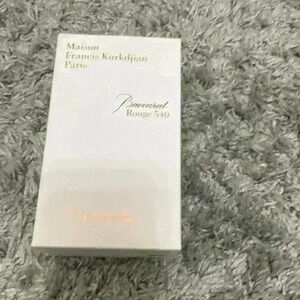 Maison
Francis Kurkdjian
Paris
Baccarat
Rouge 540